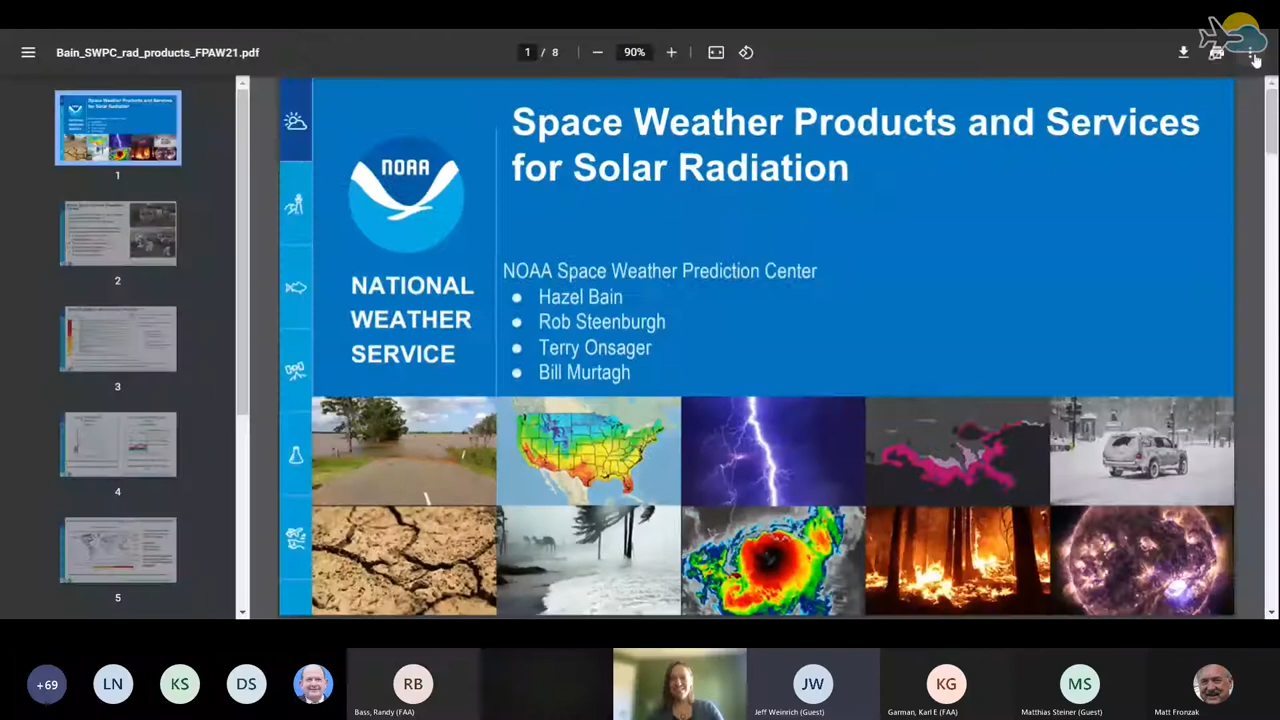 Bain_SWPC_rad_products_FPAW21.pdf
1 / 8
90%
Space Weather Products and Services
for Solar Radiation
NOAA
NATIONAL
WEATHER
SERVICE
NOAA Space Weather Prediction Center
Hazel Bain
Rob Steenburgh
Terry Onsager
Bill Murtagh
1
2
3
4
5
+69
LN
KS
DS
RB
Bass, Randy (FAA)
JW
Jeff Weinrich (Guest)
KG
Garman, Karl E (FAA)
MS
Matthias Steiner (Guest)
Matt Fronzak